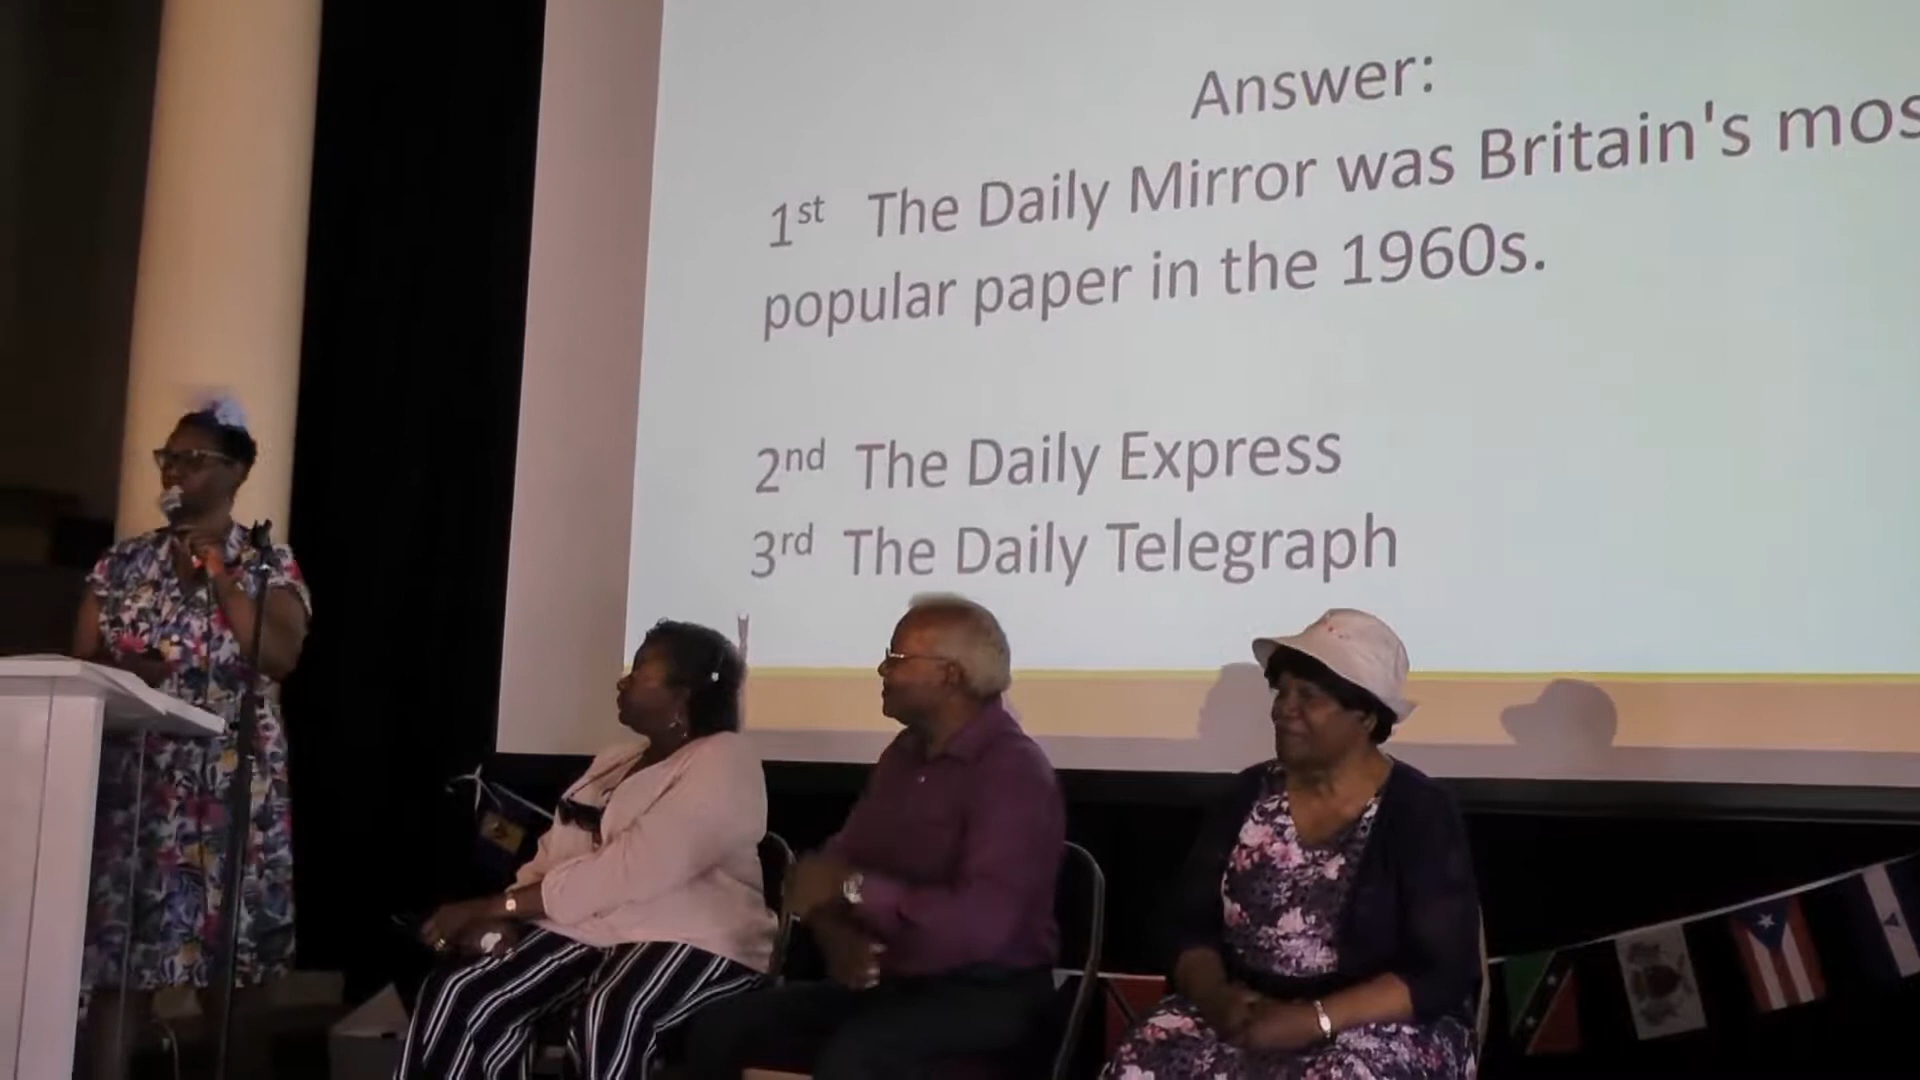 Answer:
1st The Daily Mirror was Britain's mos
popular paper in the 1960s.
2nd The Daily Express
3rd The Daily Telegraph